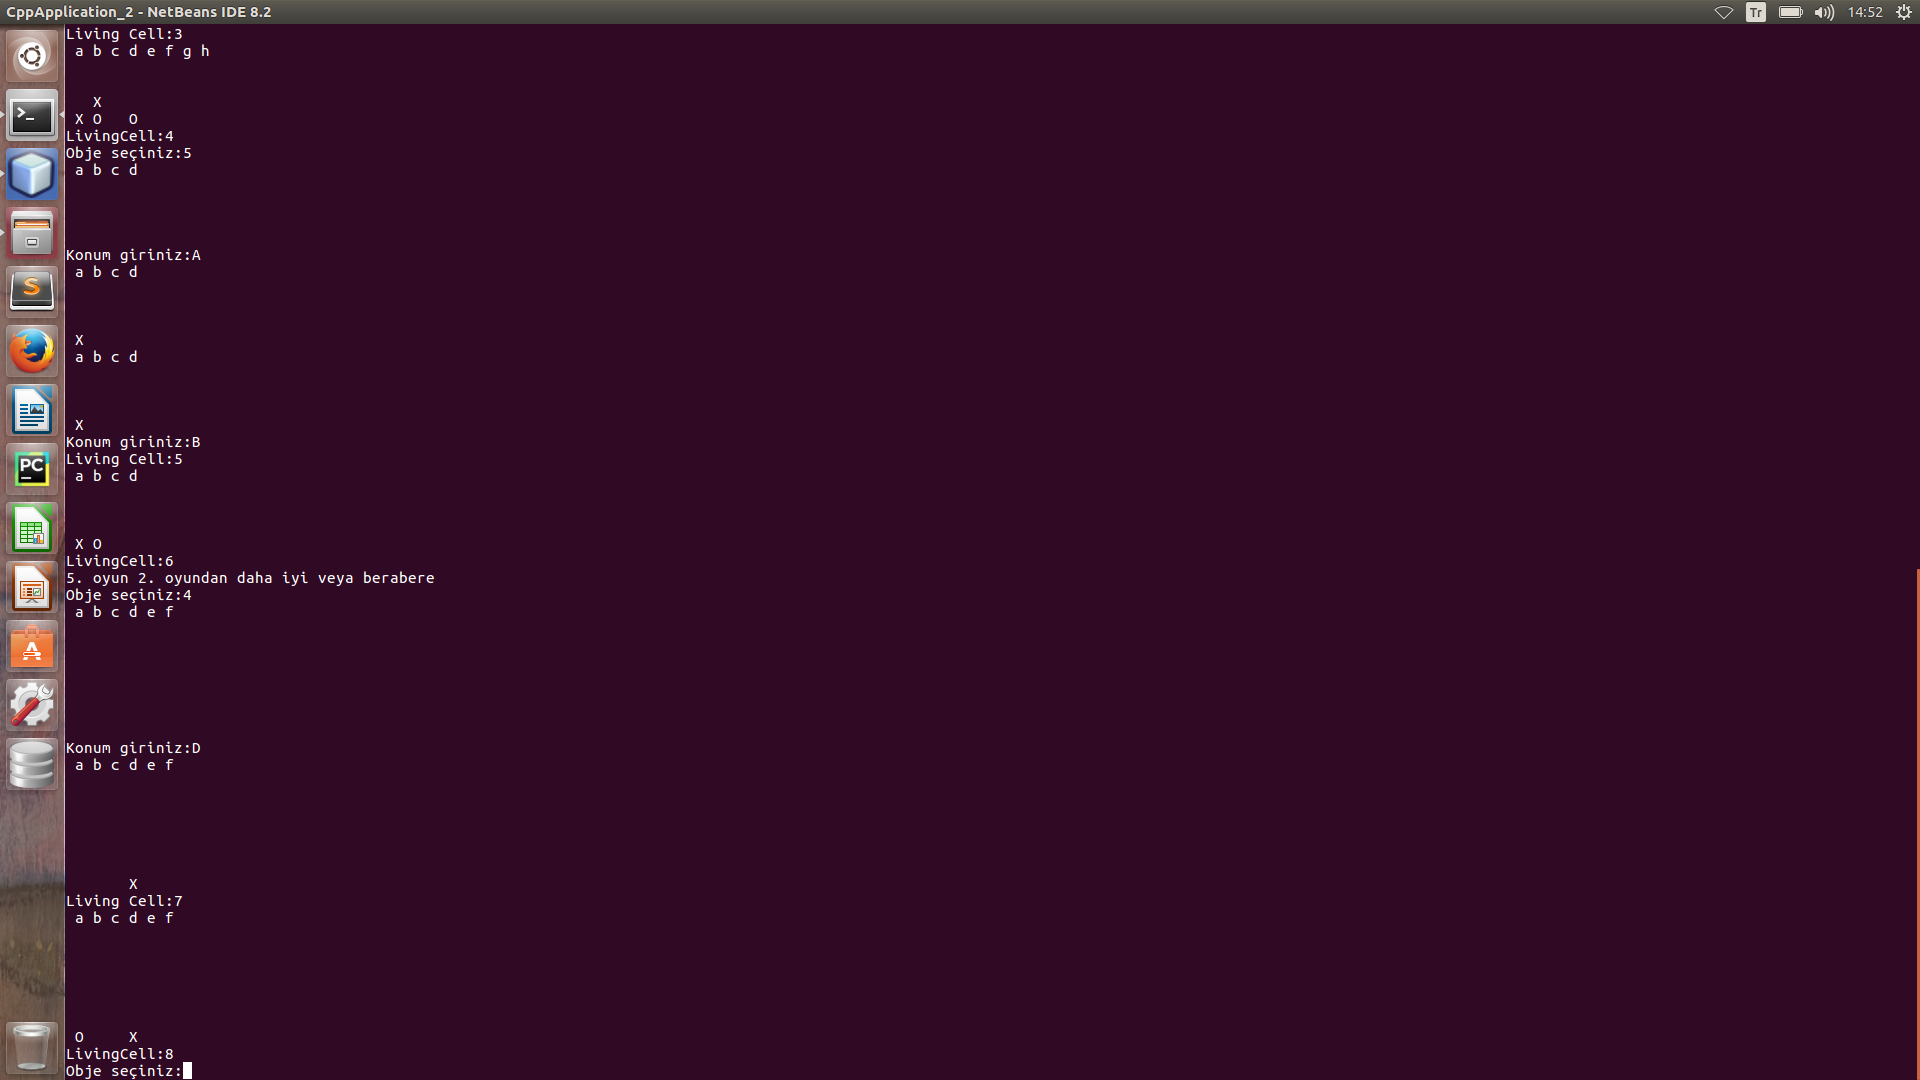 CppApplication_2 - NetBeans IDE 8.2
Tr
14:52
Living Cell:3
a b c d e f g h
X
X O   O
LivingCell:4
Obje seçiniz:5
a b c d
Konum giriniz:A
a b c d
X
a b c d
X
Konum giriniz:B
Living Cell:5
a b c d
X O
LivingCell:6
5. oyun 2. oyundan daha iyi veya berabere
Obje seçiniz:4
a b c d e f
Konum giriniz:D
a b c d e f
X
Living Cell:7
a b c d e f
O     X
LivingCell:8
Obje seçiniz:
S
PC
A